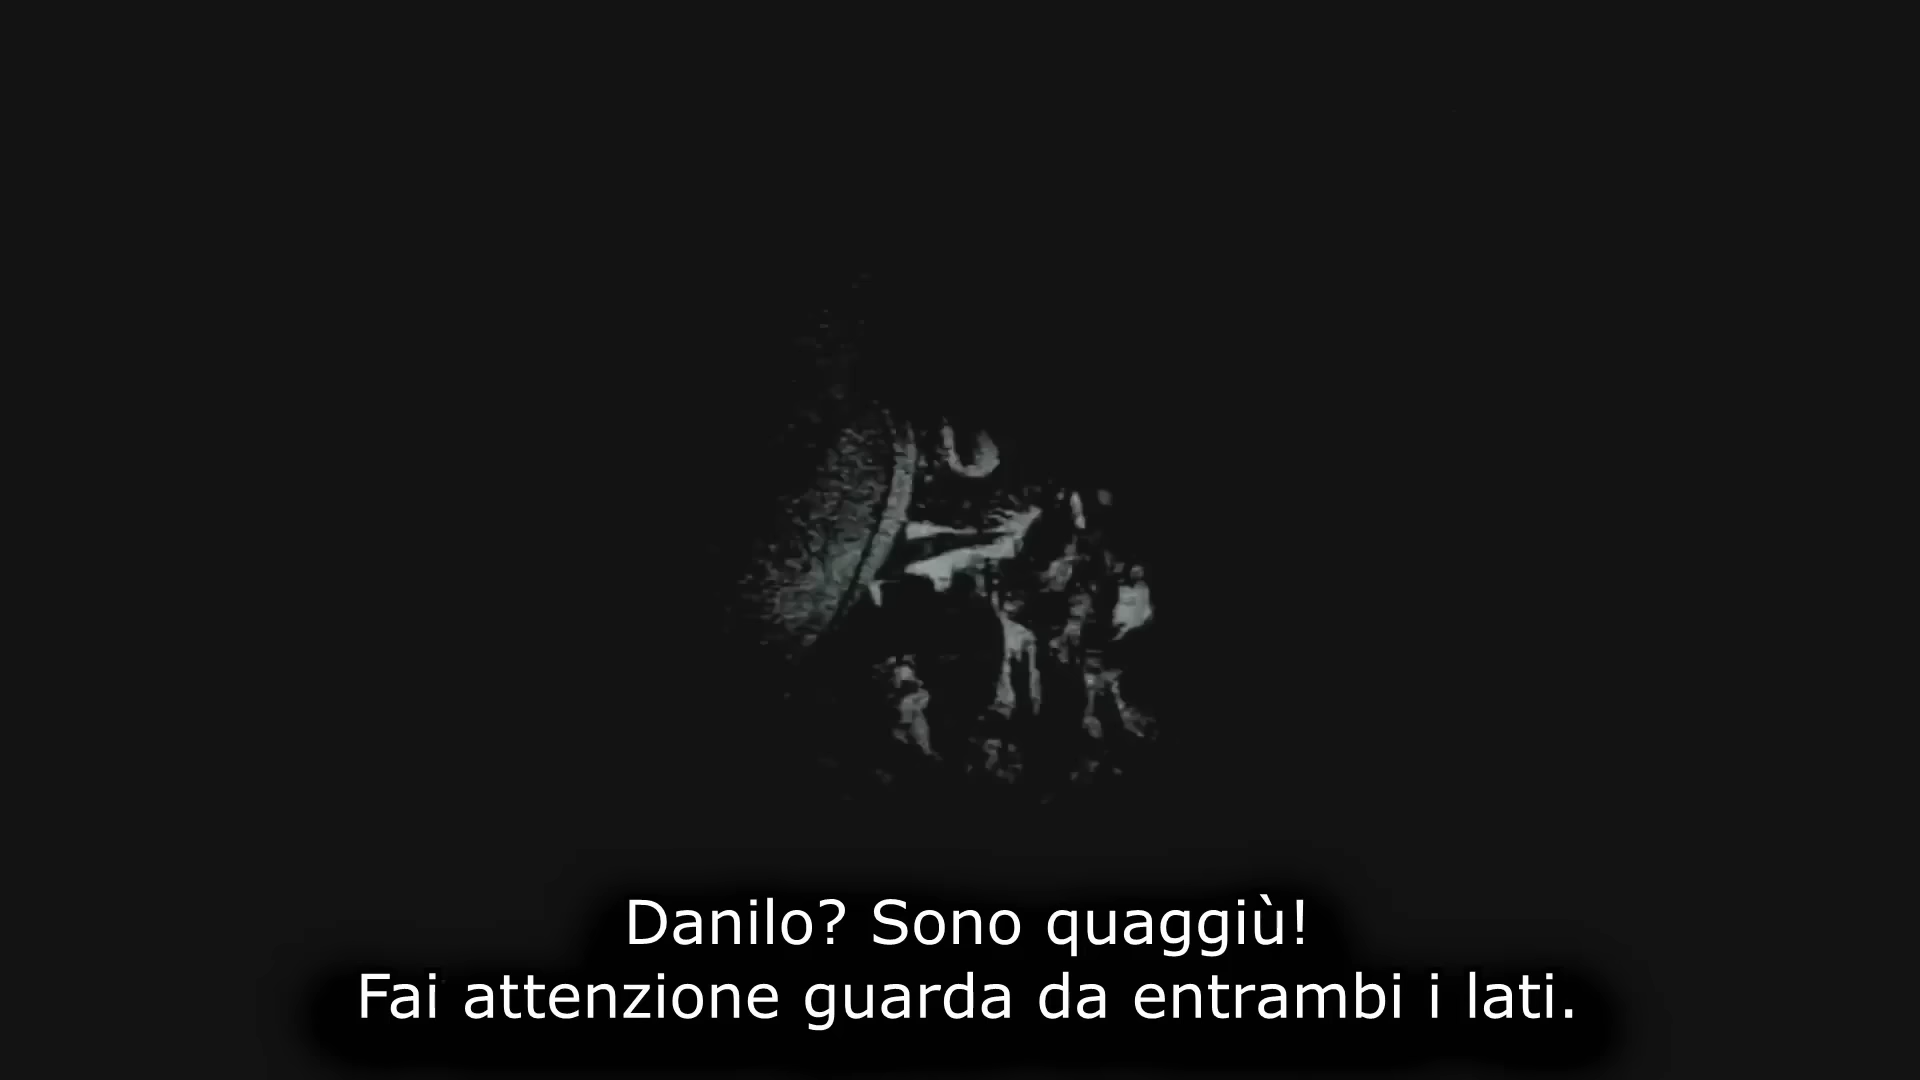 Danilo? Sono quaggiù!
Fai attenzione guarda da entrambi i lati.